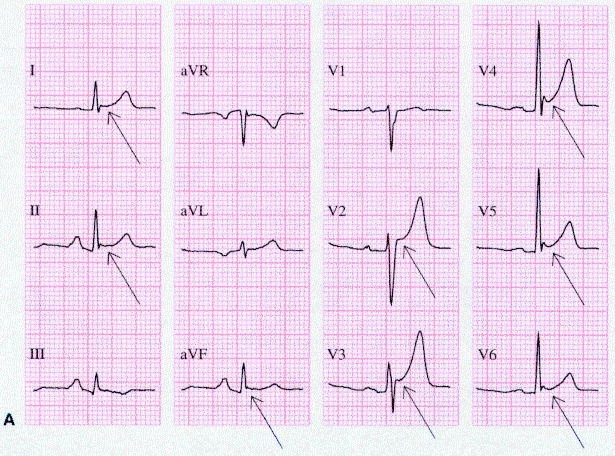 I aVR V1 V4
II aVL V2 V5
III aVF V3 V6
A